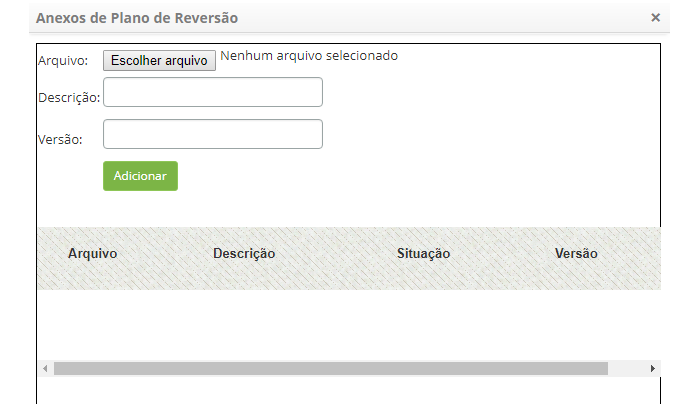 Anexos de Plano de Reversão ×
Arquivo: Escolher arquivo Nenhum arquivo selecionado
Descrição:
Versão:
Adicionar
Arquivo Descrição Situação Versão